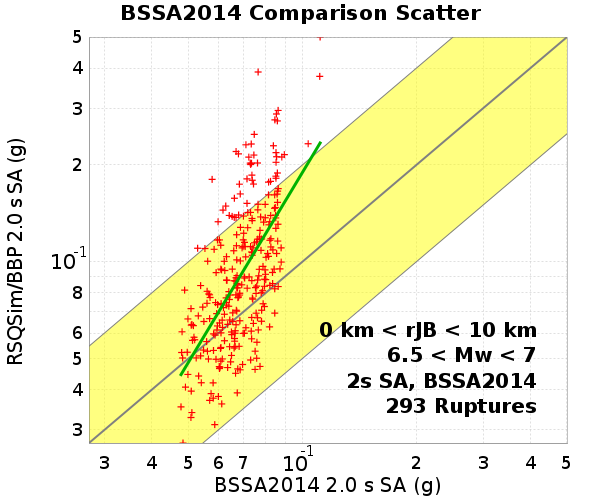 BSSA2014 Comparison Scatter
RSQSim/BBP 2.0 s SA (g)
5
4
3
2
10-1
8
6
5
4
3
0 km < rJB < 10 km
6.5 < Mw < 7
2s SA, BSSA2014
293 Ruptures
3 4 5 6 7 10-1 2 3 4 5
BSSA2014 2.0 s SA (g)